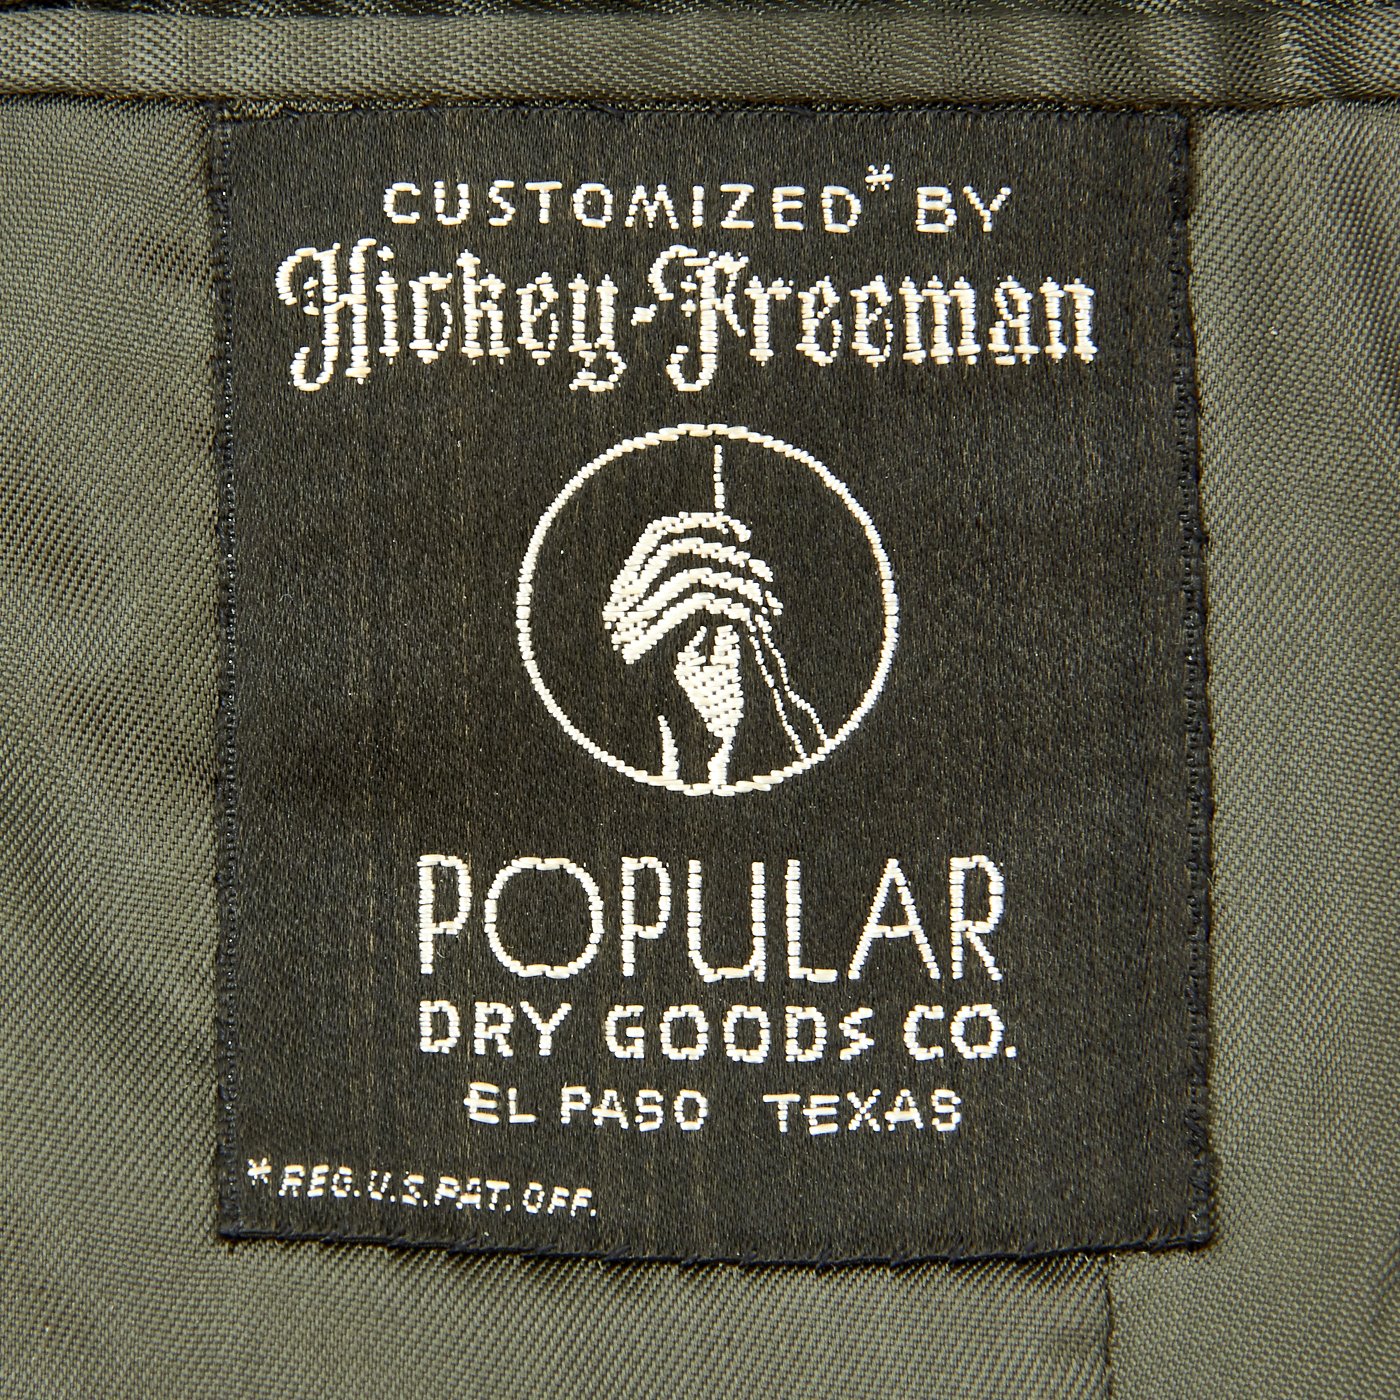 CUSTOMIZED* BY
Hickey-Freeman
POPULAR
DRY GOODS CO.
EL PASO TEXAS
*REG.U.S.PAT.OFF.